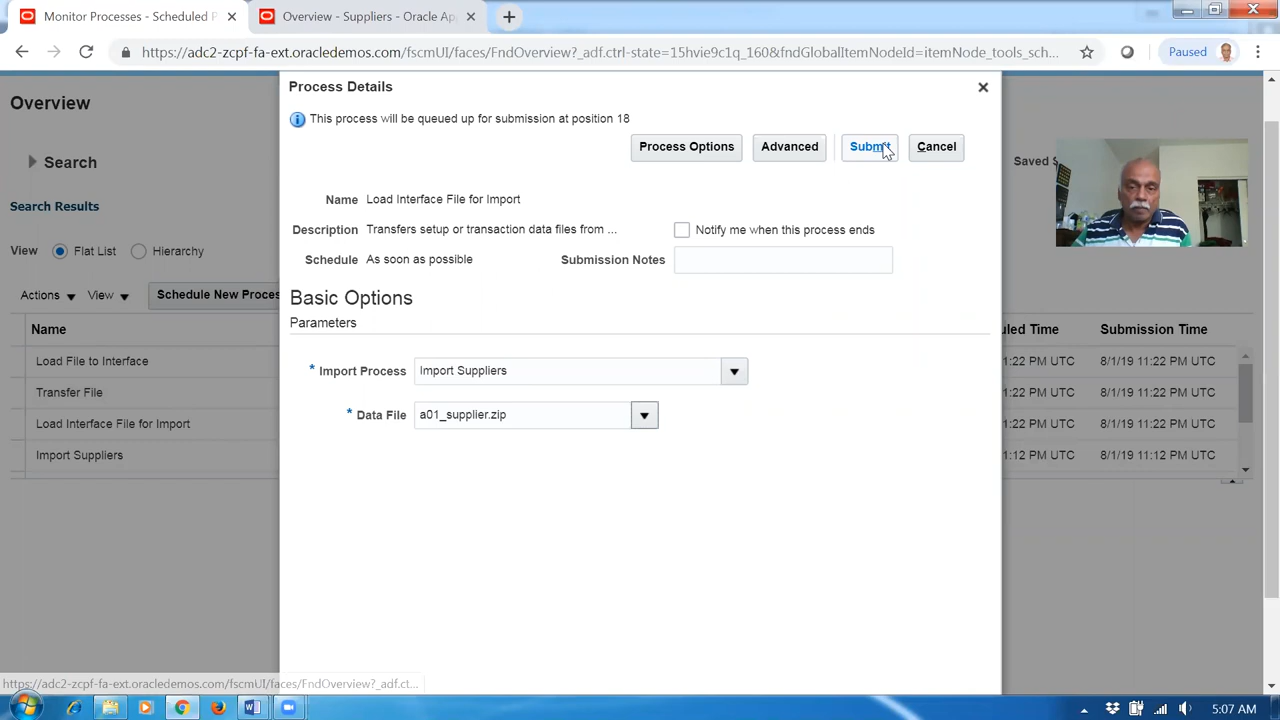 Monitor Processes - Scheduled P
Overview - Suppliers - Oracle Ap
https://adc2-zcpf-fa-ext.oracledemos.com/fscmUI/faces/FndOverview?_adf.ctrl-state=15hvie9c1q_160&fndGlobalItemNodeId=itemNode_tools_sch...
Paused
Overview
Process Details
This process will be queued up for submission at position 18
Process Options
Advanced
Submit
Cancel
Search
Saved S
Name Load Interface File for Import
Search Results
Description Transfers setup or transaction data files from ...
Notify me when this process ends
View Flat List Hierarchy
Schedule As soon as possible
Submission Notes
Actions View Schedule New Proces
Basic Options
Parameters
Name
uled Time
Submission Time
Load File to Interface
1:22 PM UTC
8/1/19 11:22 PM UTC
* Import Process Import Suppliers
Transfer File
1:22 PM UTC
8/1/19 11:22 PM UTC
* Data File a01_supplier.zip
Load Interface File for Import
1:22 PM UTC
8/1/19 11:22 PM UTC
Import Suppliers
1:12 PM UTC
8/1/19 11:12 PM UTC
https://adc2-zcpf-fa-ext.oracledemos.com/fscmUI/faces/FndOverview?_adf.ct...
5:07 AM